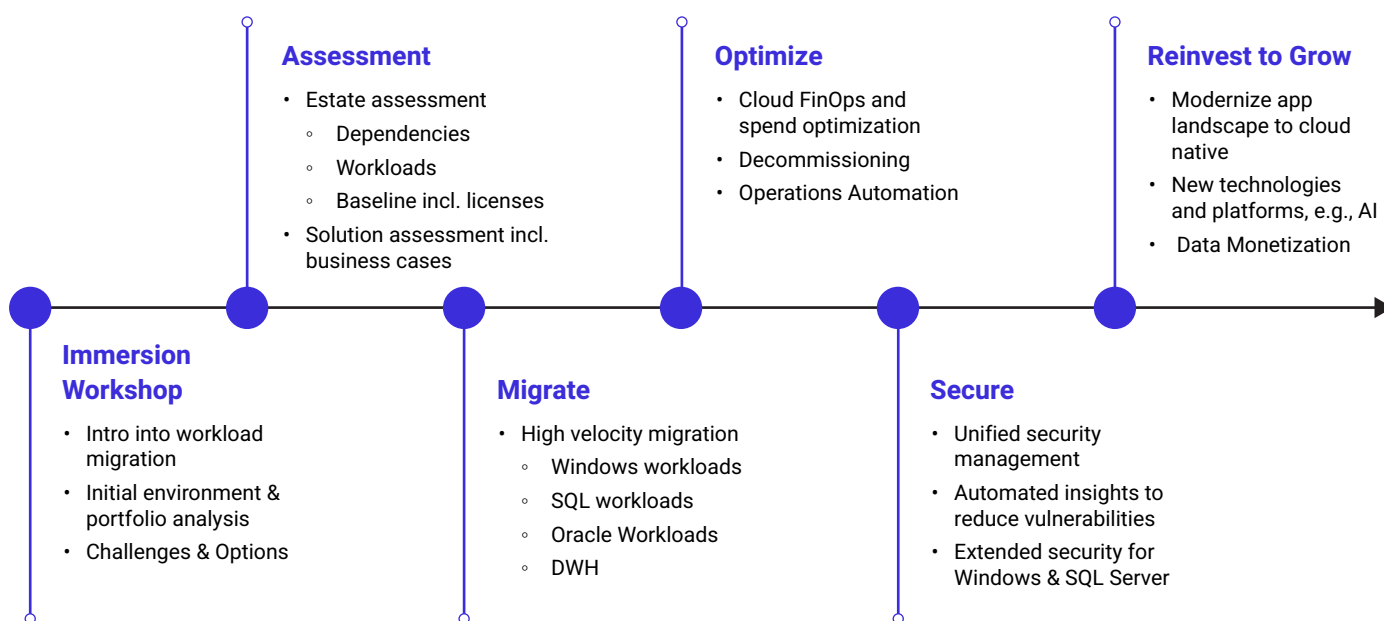 Assessment
• Estate assessment
◦ Dependencies
◦ Workloads
◦ Baseline incl. licenses
• Solution assessment incl.
business cases
Optimize
• Cloud FinOps and
spend optimization
• Decommissioning
• Operations Automation
Reinvest to Grow
• Modernize app
landscape to cloud
native
• New technologies
and platforms, e.g., AI
• Data Monetization
Immersion
Workshop
• Intro into workload
migration
• Initial environment &
portfolio analysis
• Challenges & Options
Migrate
• High velocity migration
◦ Windows workloads
◦ SQL workloads
◦ Oracle Workloads
◦ DWH
Secure
• Unified security
management
• Automated insights to
reduce vulnerabilities
• Extended security for
Windows & SQL Server